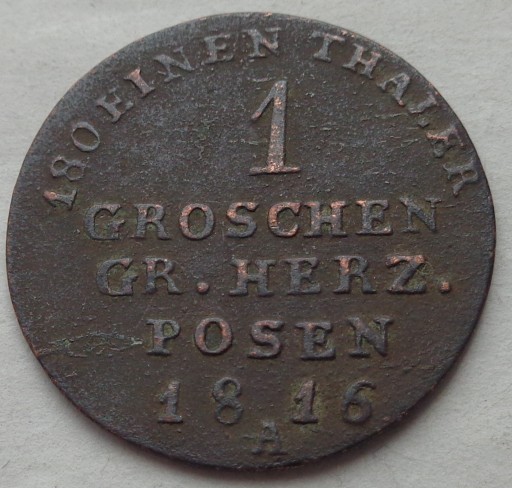 180 EINEN THALER
1
GROSCHEN
GR. HERZ.
POSEN
1816
A